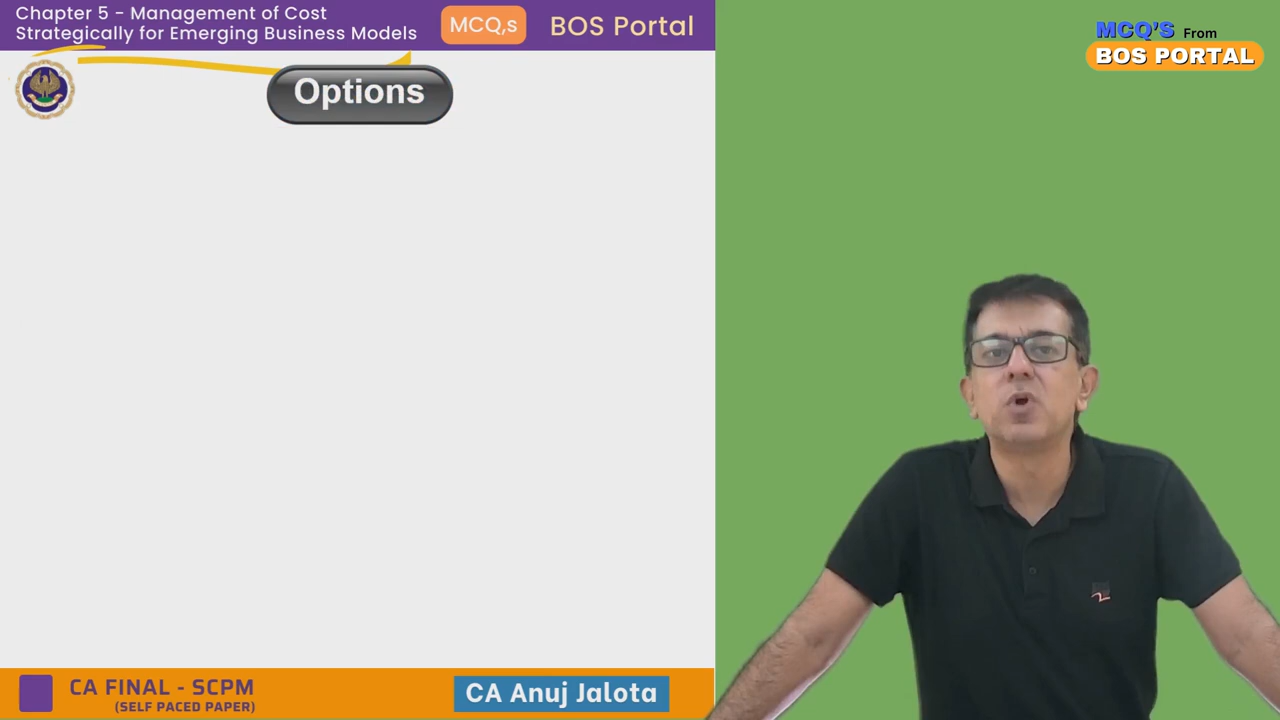 Chapter 5 - Management of Cost
Strategically for Emerging Business Models
MCQ,s
BOS Portal
MCQ'S From
BOS PORTAL
Options
CA FINAL - SCPM
(SELF PACED PAPER)
CA Anuj Jalota